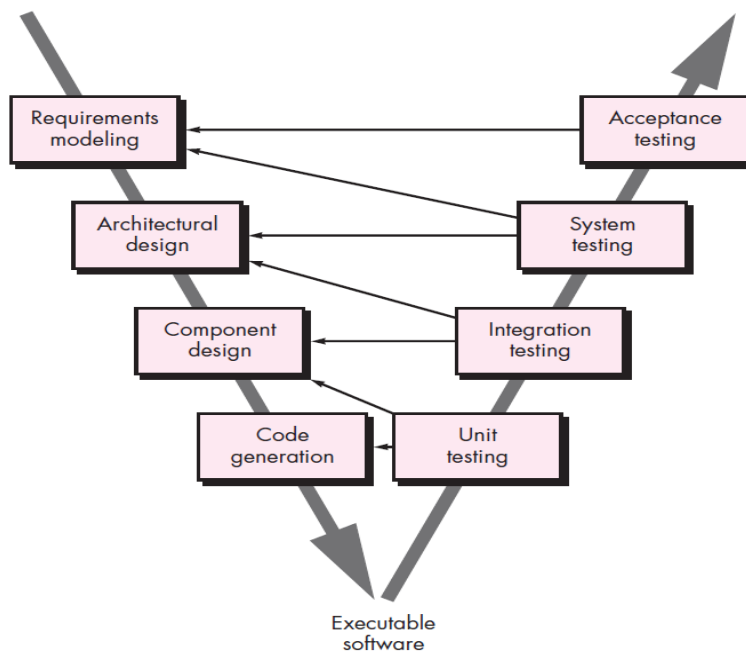 Requirements
modeling
Acceptance
testing
Architectural
design
System
testing
Component
design
Integration
testing
Code
generation
Unit
testing
Executable
software